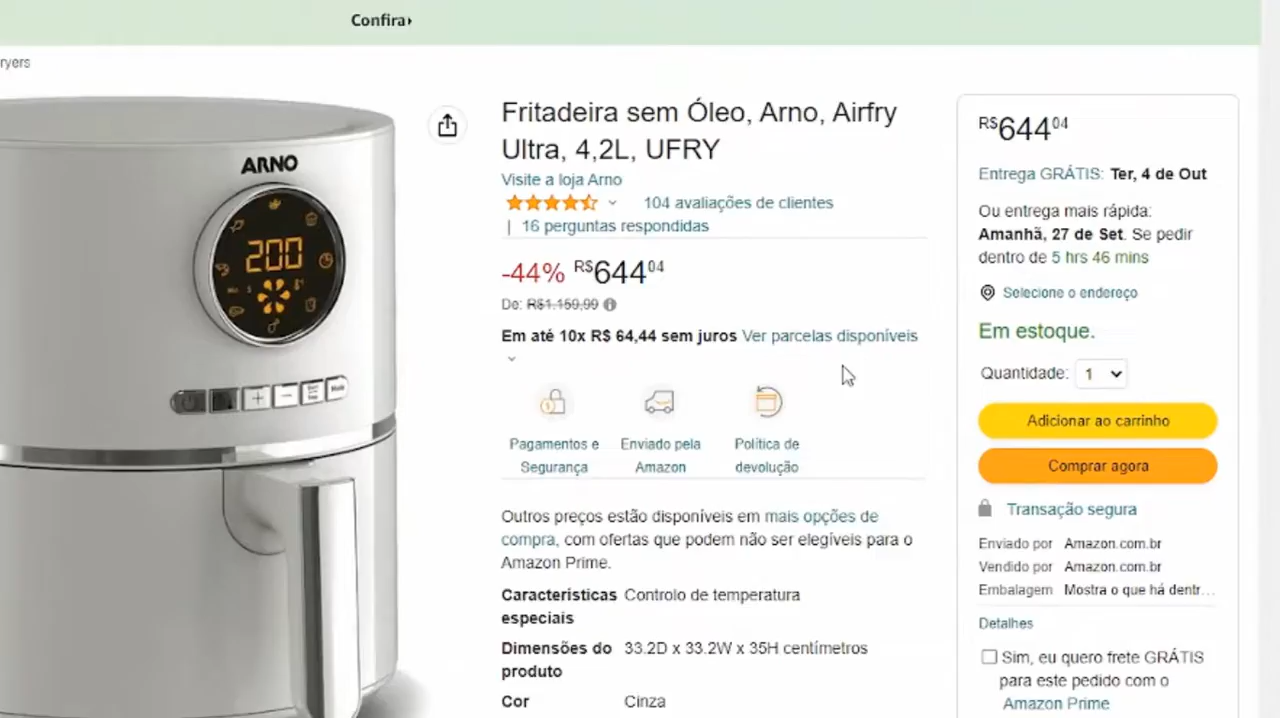 Confira
ryers
Fritadeira sem Óleo, Arno, Airfry
Ultra, 4,2L, UFRY
Visite a loja Arno
104 avaliações de clientes
| 16 perguntas respondidas
-44% R$64404
De: R$1.159,99
Em até 10x R$ 64,44 sem juros Ver parcelas disponíveis
Pagamentos e
Segurança
Enviado pela
Amazon
Política de
devolução
Outros preços estão disponíveis em mais opções de
compra, com ofertas que podem não ser elegíveis para o
Amazon Prime.
Características Controlo de temperatura
especiais
Dimensões do 33.2D x 33.2W x 35H centímetros
produto
Cor Cinza
ARNO
200
R$64404
Entrega GRÁTIS: Ter, 4 de Out
Ou entrega mais rápida:
Amanhã, 27 de Set. Se pedir
dentro de 5 hrs 46 mins
Selecione o endereço
Em estoque.
Quantidade: 1
Adicionar ao carrinho
Comprar agora
Transação segura
Enviado por Amazon.com.br
Vendido por Amazon.com.br
Embalagem Mostra o que há dentr...
Detalhes
Sim, eu quero frete GRÁTIS
para este pedido com o
Amazon Prime